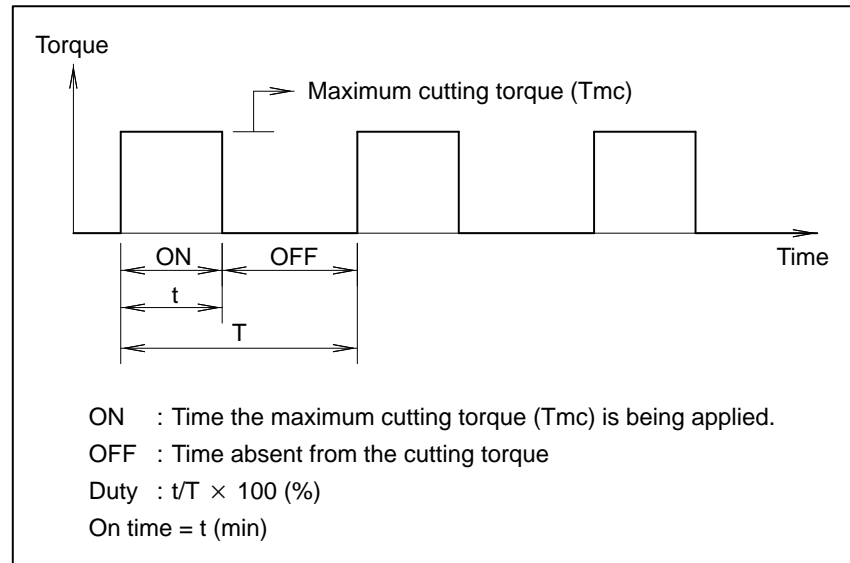 Torque
Maximum cutting torque (Tmc)
Time
ON OFF
t
T
ON : Time the maximum cutting torque (Tmc) is being applied.
OFF : Time absent from the cutting torque
Duty : t/T × 100 (%)
On time = t (min)